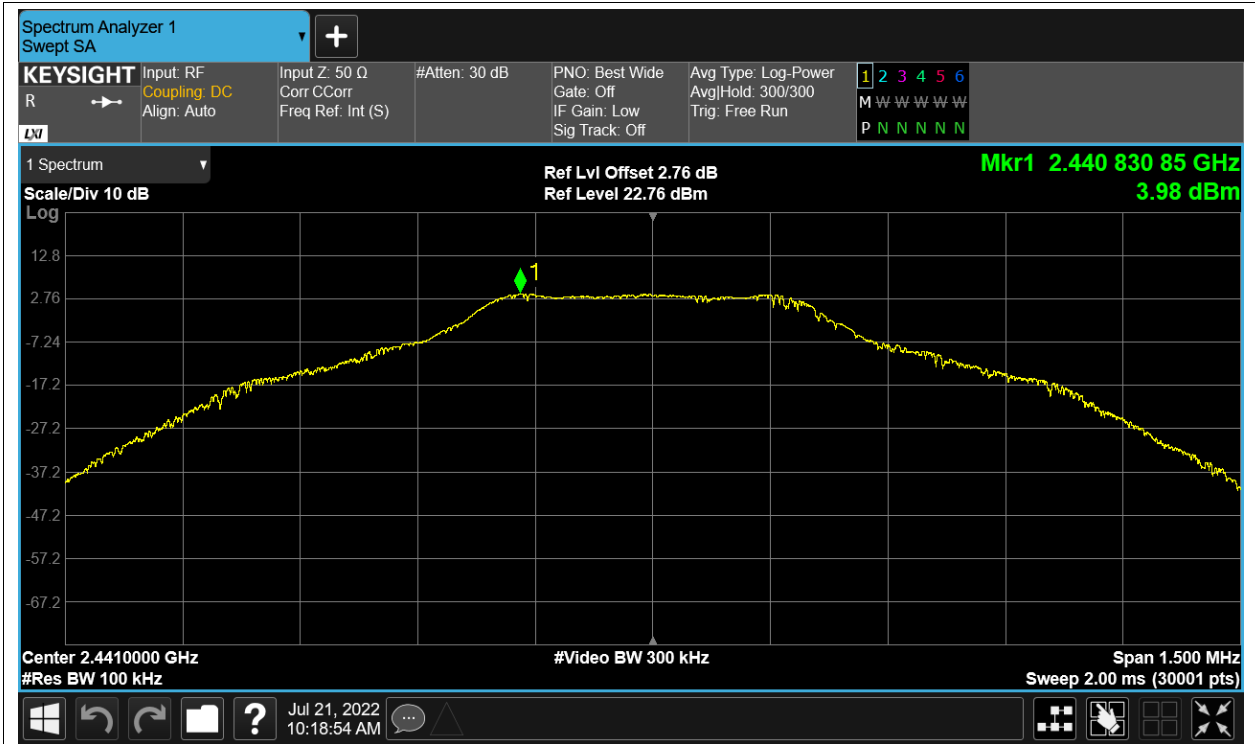 Spectrum Analyzer 1
Swept SA
KEYSIGHT
R
LXI
Input: RF
Coupling: DC
Align: Auto
Input Z: 50 Ω
Corr CCorr
Freq Ref: Int (S)
#Atten: 30 dB
PNO: Best Wide
Gate: Off
IF Gain: Low
Sig Track: Off
Avg Type: Log-Power
Avg|Hold: 300/300
Trig: Free Run
1 2 3 4 5 6
M W W W W W
P N N N N N
1 Spectrum
Scale/Div 10 dB
Log
Ref Lvl Offset 2.76 dB
Ref Level 22.76 dBm
Mkr1 2.440 830 85 GHz
3.98 dBm
12.8
1
2.76
-7.24
-17.2
-27.2
-37.2
-47.2
-57.2
-67.2
Center 2.4410000 GHz
#Video BW 300 kHz
Span 1.500 MHz
#Res BW 100 kHz
Sweep 2.00 ms (30001 pts)
?
Jul 21, 2022
10:18:54 AM